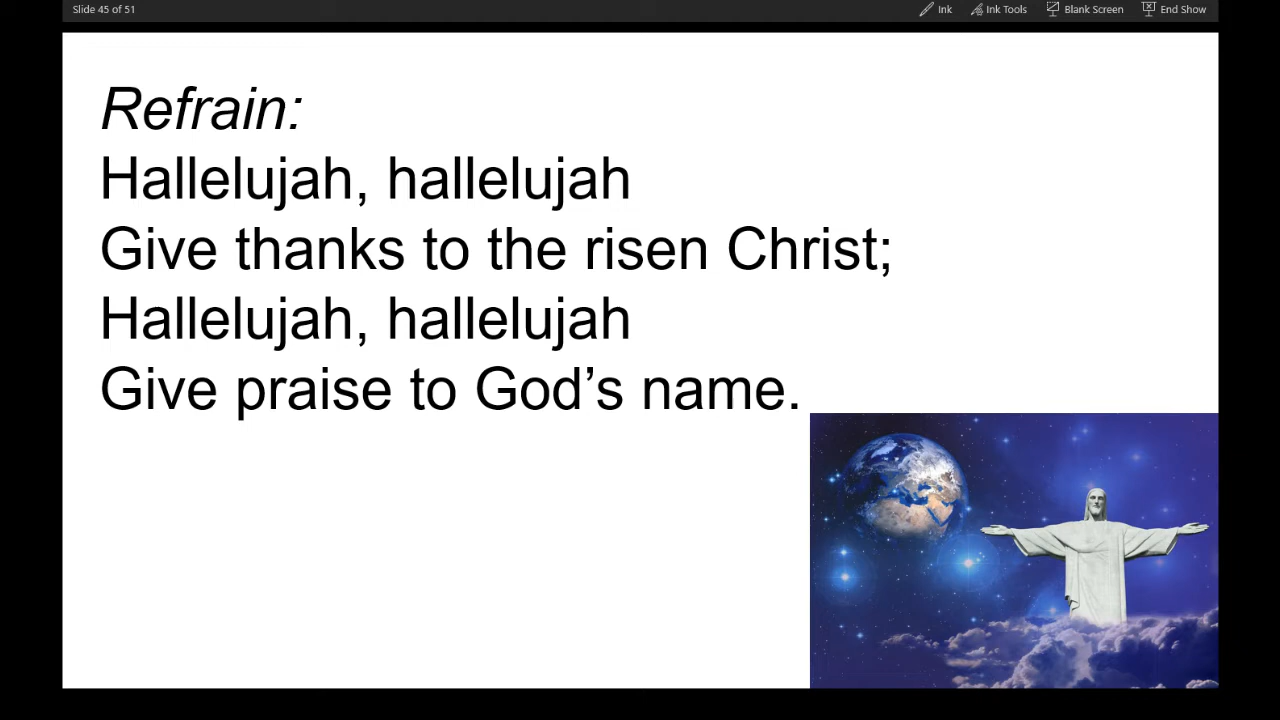 Slide 45 of 51
Ink
Ink Tools
Blank Screen
End Show
Refrain:
Hallelujah, hallelujah
Give thanks to the risen Christ;
Hallelujah, hallelujah
Give praise to God’s name.